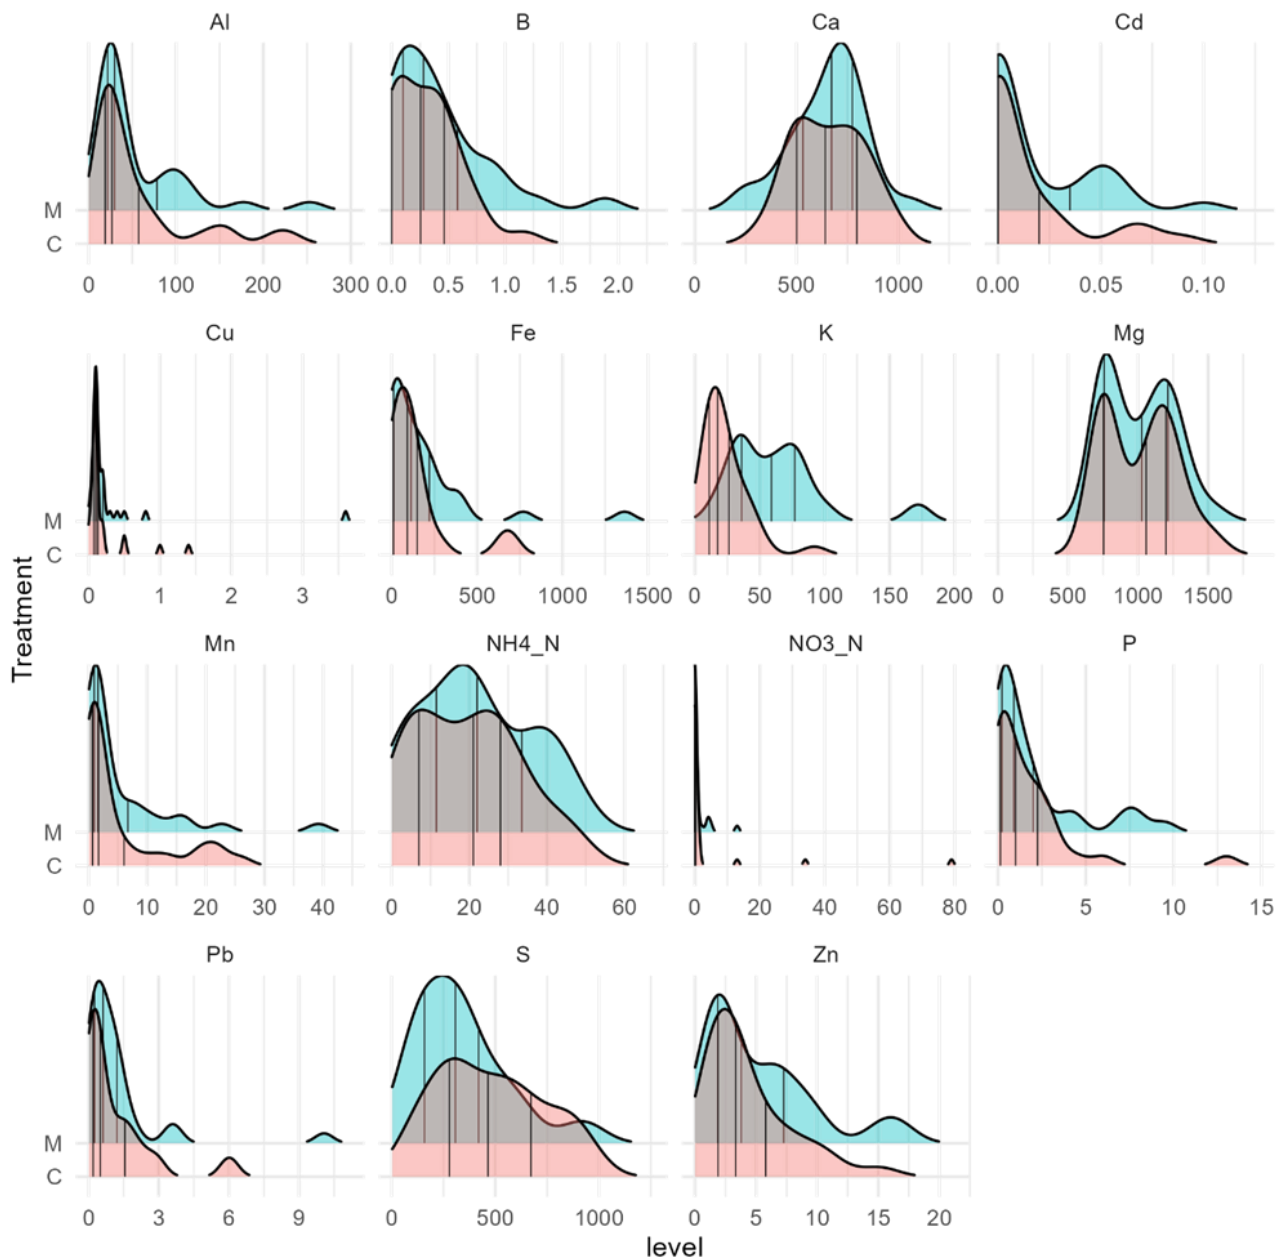 Al B Ca Cd
M
C
0 100 200 300 0.0 0.5 1.0 1.5 2.0 0 500 1000 0.00 0.05 0.10
Cu Fe K Mg
M
C
0 1 2 3 0 500 1000 1500 0 50 100 150 200 0 500 1000 1500
Treatment
Mn NH4_N NO3_N P
M
C
0 10 20 30 40 0 20 40 60 0 20 40 60 80 0 5 10 15
Pb S Zn
M
C
0 3 6 9 0 500 1000 0 5 10 15 20
level